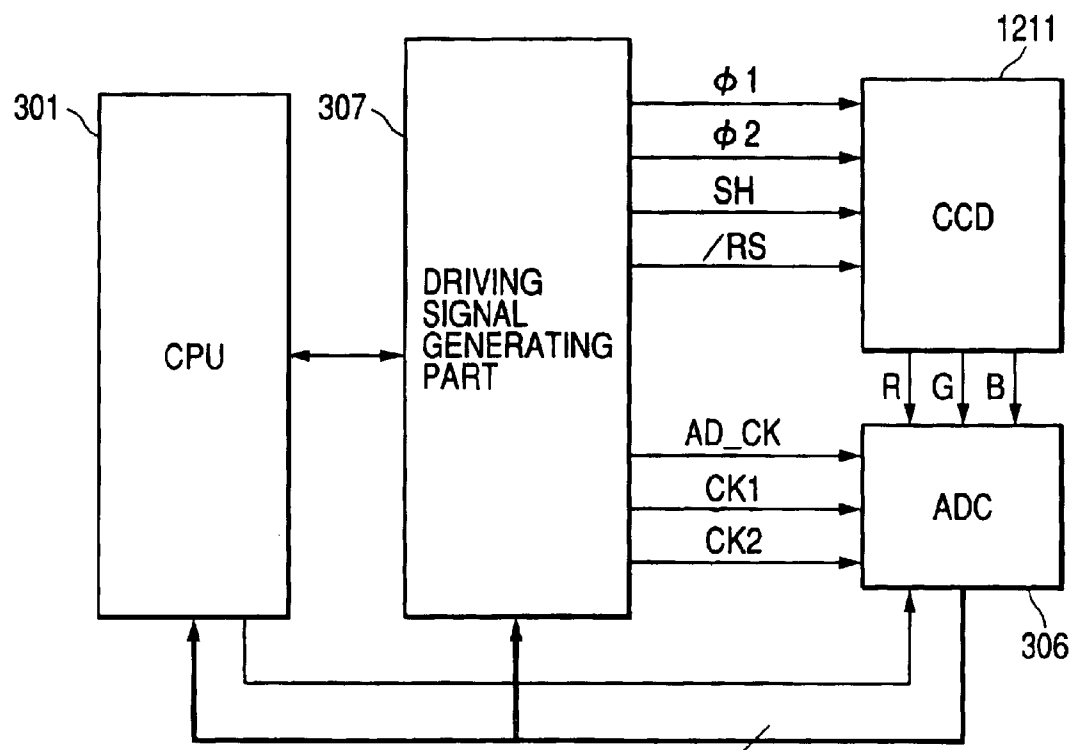 1211
301
307
ϕ1
ϕ2
SH
/RS
CCD
CPU
DRIVING
SIGNAL
GENERATING
PART
R G B
AD_CK
CK1
CK2
ADC
306